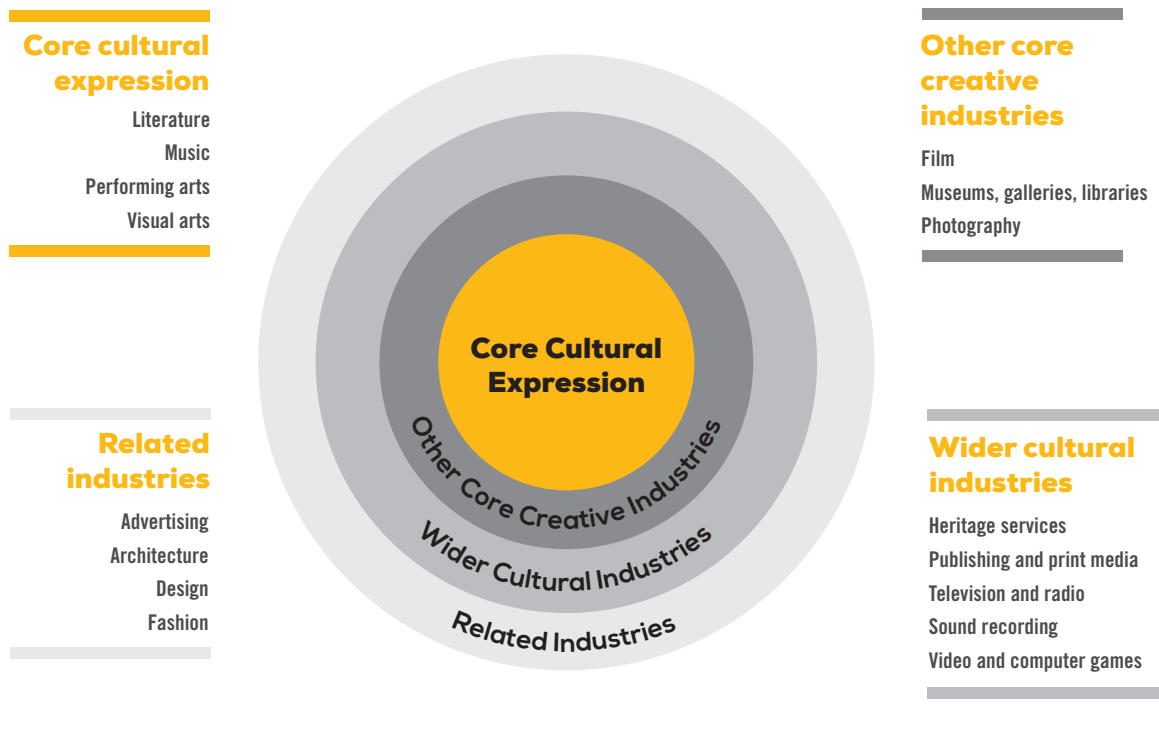 Core cultural
expression
Literature
Music
Performing arts
Visual arts
Other core
creative
industries
Film
Museums, galleries, libraries
Photography
Core Cultural
Expression
Other Core Creative Industries
Wider Cultural Industries
Related Industries
Related
industries
Advertising
Architecture
Design
Fashion
Wider cultural
industries
Heritage services
Publishing and print media
Television and radio
Sound recording
Video and computer games